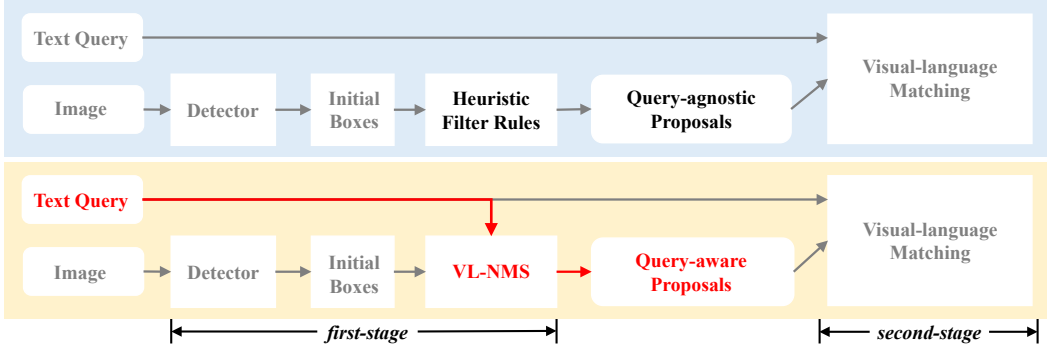 Text Query
Image
Detector
Initial
Boxes
Heuristic
Filter Rules
Query-agnostic
Proposals
Visual-language
Matching
Text Query
Image
Detector
Initial
Boxes
VL-NMS
Query-aware
Proposals
Visual-language
Matching
first-stage
second-stage